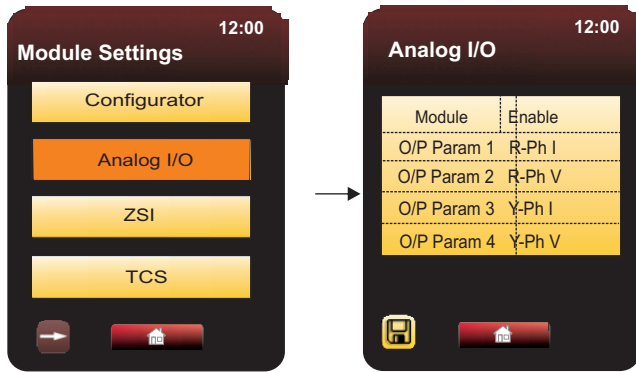 12:00
Module Settings
Configurator
Analog I/O
ZSI
TCS
12:00
Analog I/O
Module Enable
O/P Param 1 R-Ph I
O/P Param 2 R-Ph V
O/P Param 3 Y-Ph I
O/P Param 4 Y-Ph V